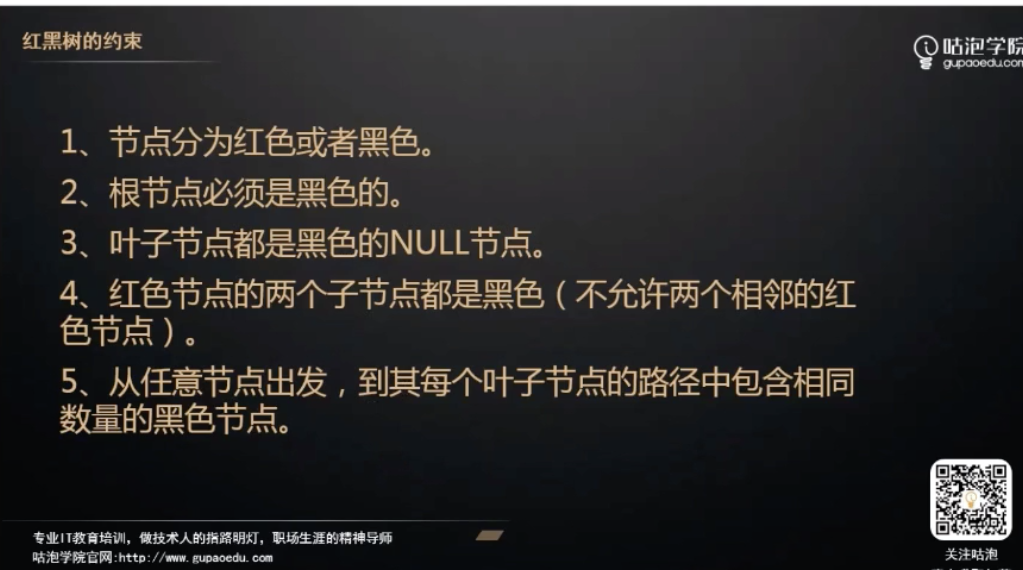 红黑树的约束
咕泡学院
gupaoedu.com
1、节点分为红色或者黑色。
2、根节点必须是黑色的。
3、叶子节点都是黑色的NULL节点。
4、红色节点的两个子节点都是黑色（不允许两个相邻的红
色节点）。
5、从任意节点出发，到其每个叶子节点的路径中包含相同
数量的黑色节点。
专业IT教育培训，做技术人的指路明灯，职场生涯的精神导师
咕泡学院官网:http://www.gupaoedu.com/
关注咕泡